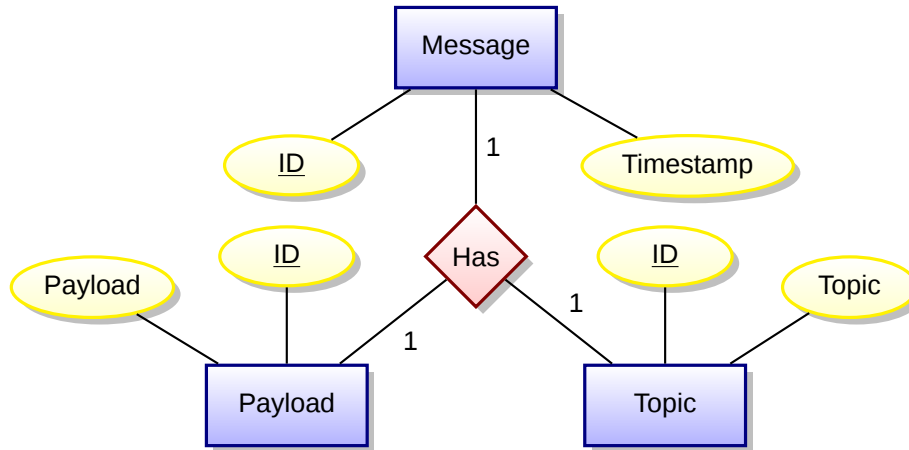 Message
1
ID
Timestamp
ID
Has
ID
Payload
Topic
1
1
Payload
Topic